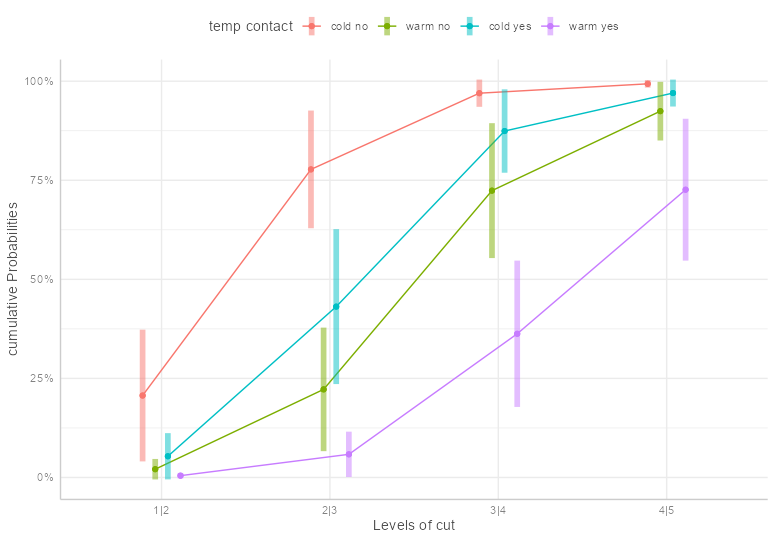 temp contact cold no warm no cold yes warm yes
100%
75%
50%
25%
0%
cumulative Probabilities
1|2 2|3 3|4 4|5
Levels of cut